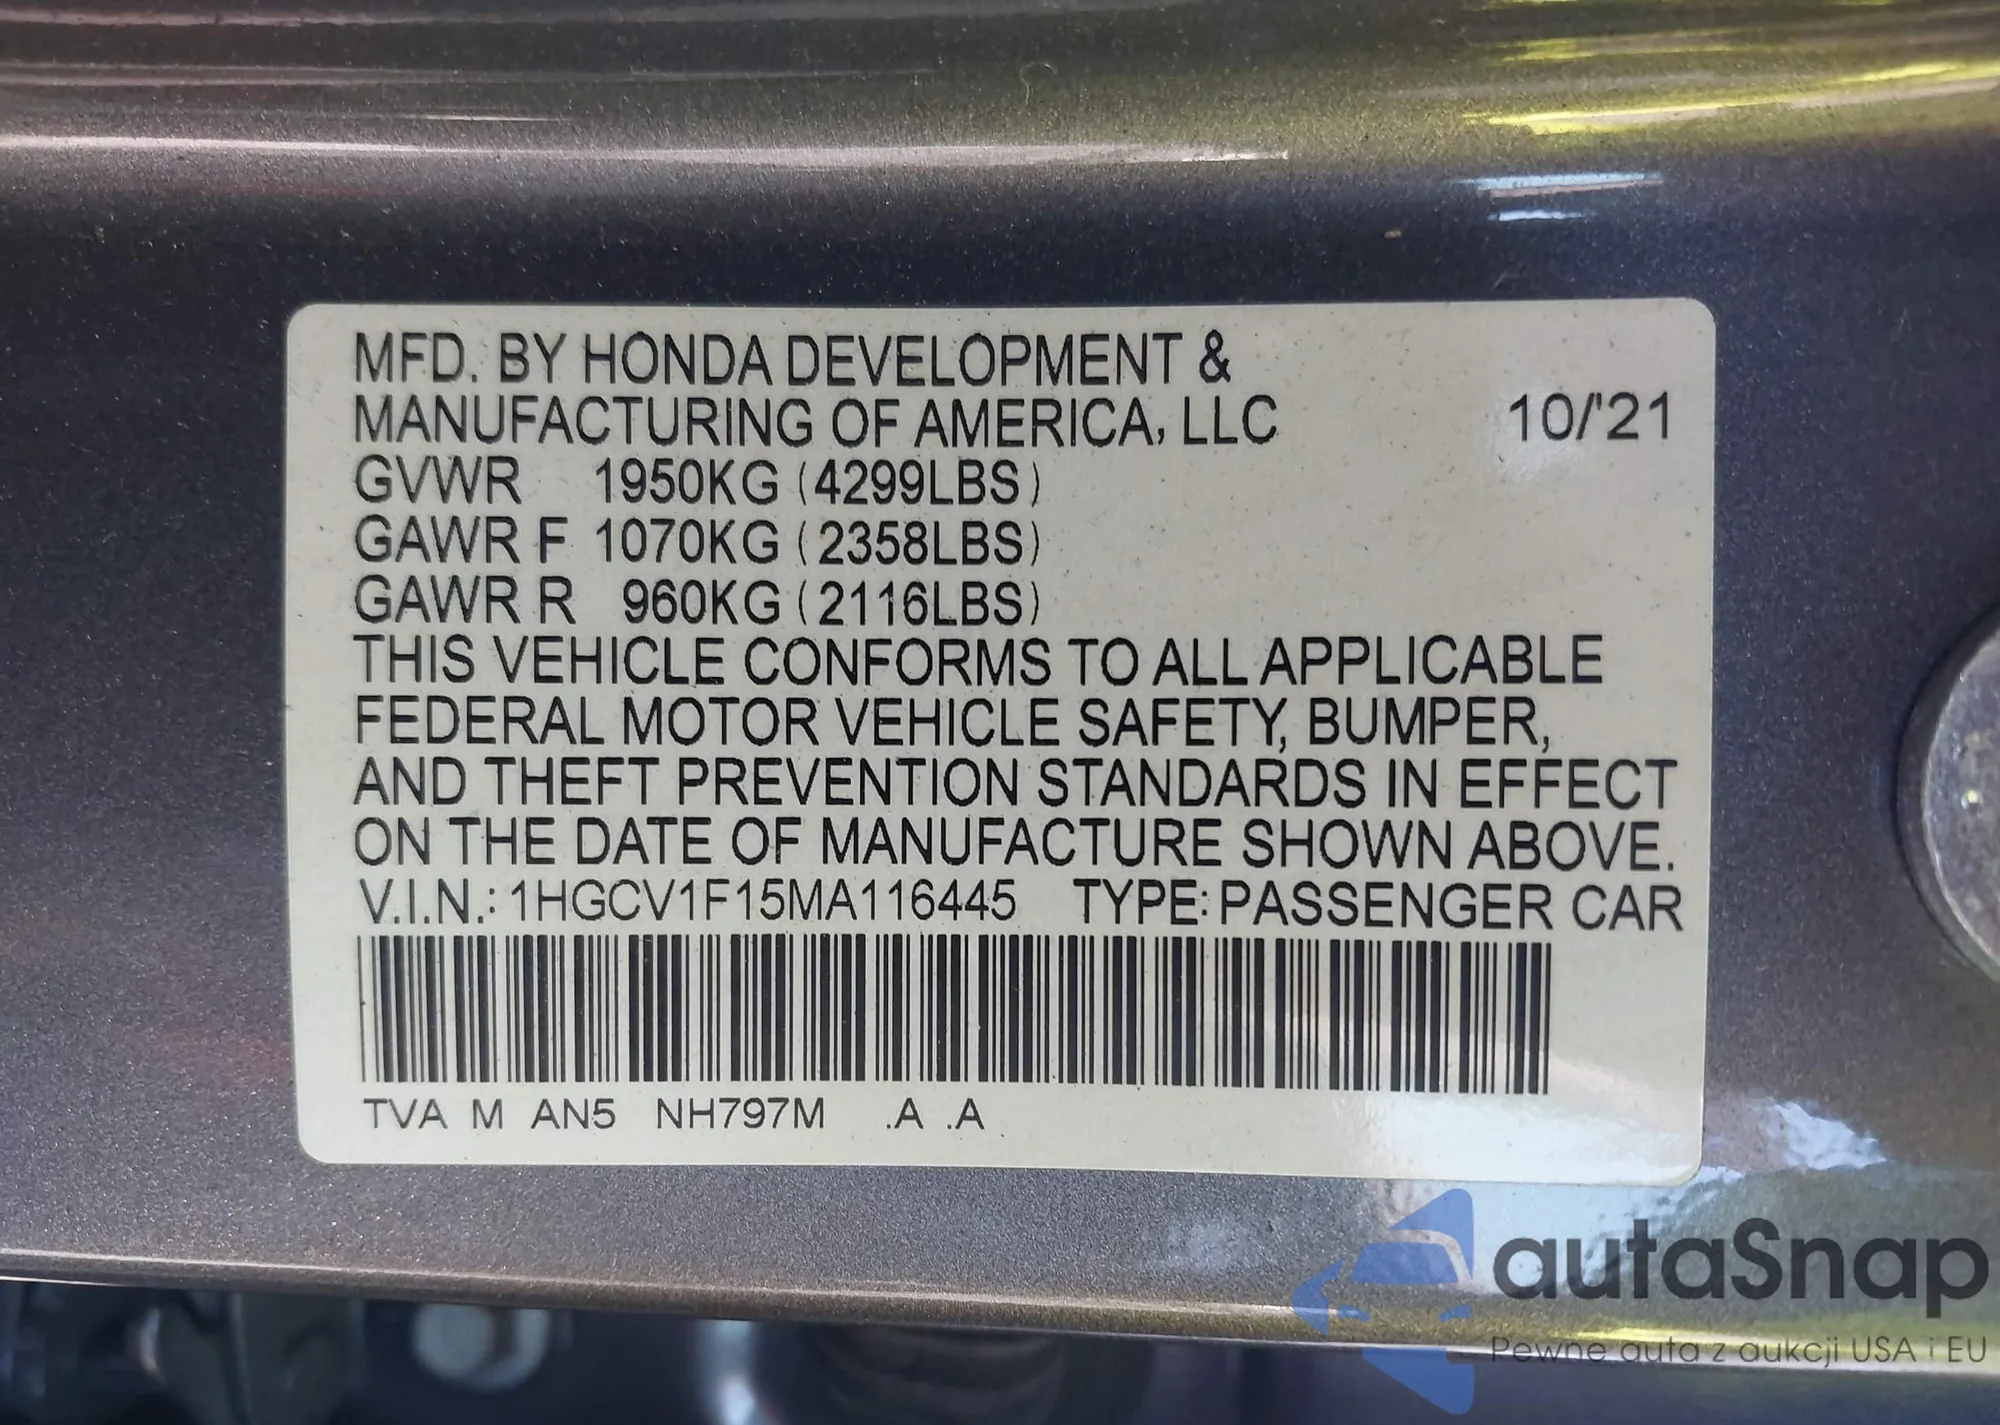 MFD. BY HONDA DEVELOPMENT &
MANUFACTURING OF AMERICA, LLC 10/'21
GVWR 1950KG (4299LBS)
GAWR F 1070KG (2358LBS)
GAWR R 960KG (2116LBS)
THIS VEHICLE CONFORMS TO ALL APPLICABLE
FEDERAL MOTOR VEHICLE SAFETY, BUMPER,
AND THEFT PREVENTION STANDARDS IN EFFECT
ON THE DATE OF MANUFACTURE SHOWN ABOVE.
V.I.N.: 1HGCV1F15MA116445 TYPE: PASSENGER CAR
TVA M AN5 NH797M .A .A
autaSnap
Pewne auta z aukcji USA i EU